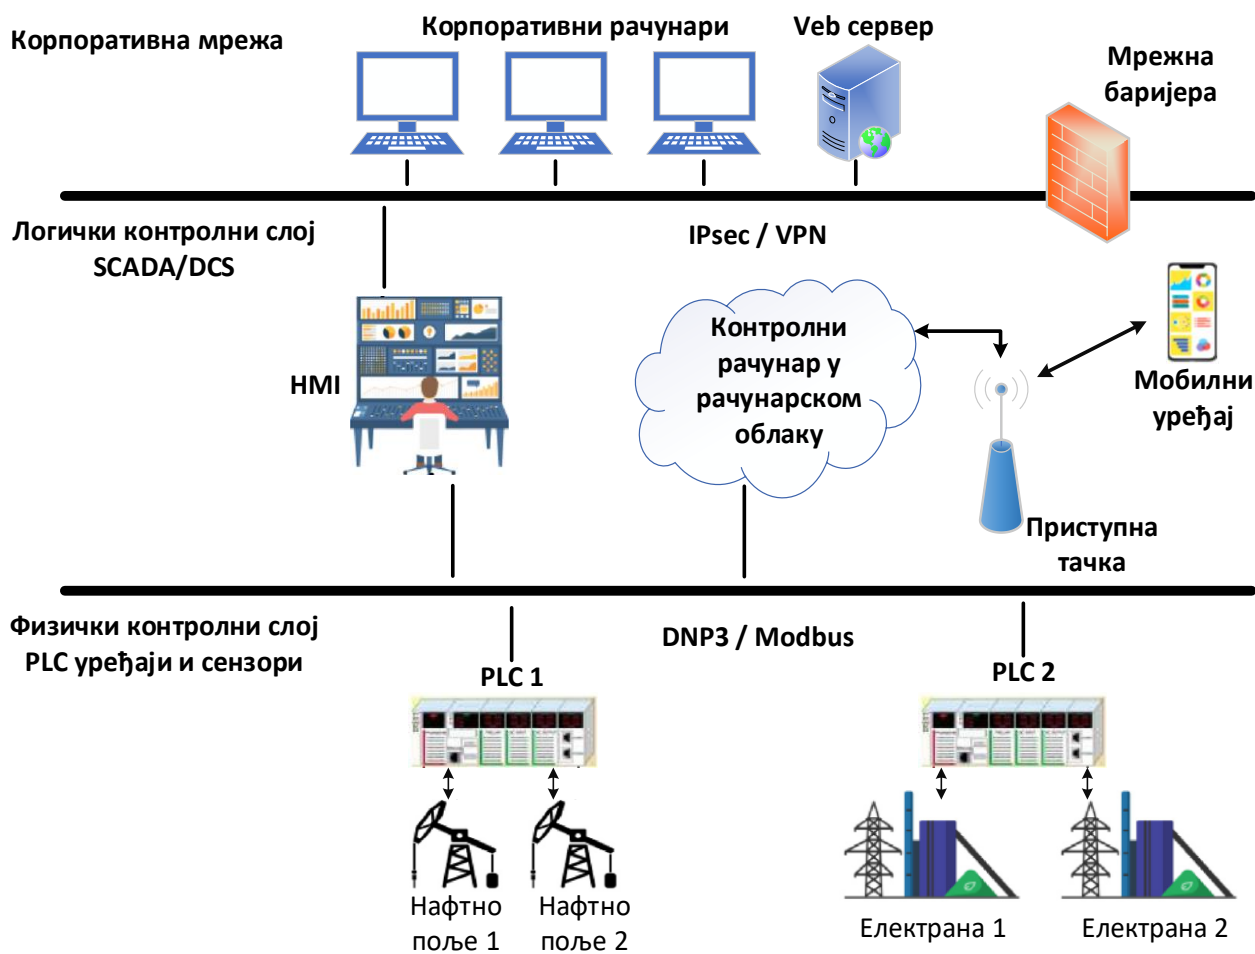 Корпоративна мрежа
Корпоративни рачунари
Veb сервер
Мрежна
баријера
Логички контролни слој
SCADA/DCS
IPsec / VPN
HMI
Контролни
рачунар у
рачунарском
облаку
Мобилни
уређај
Приступна
тачка
Физички контролни слој
PLC уређаји и сензори
DNP3 / Modbus
PLC 1
PLC 2
Нафтно
поље 1
Нафтно
поље 2
Електрана 1
Електрана 2